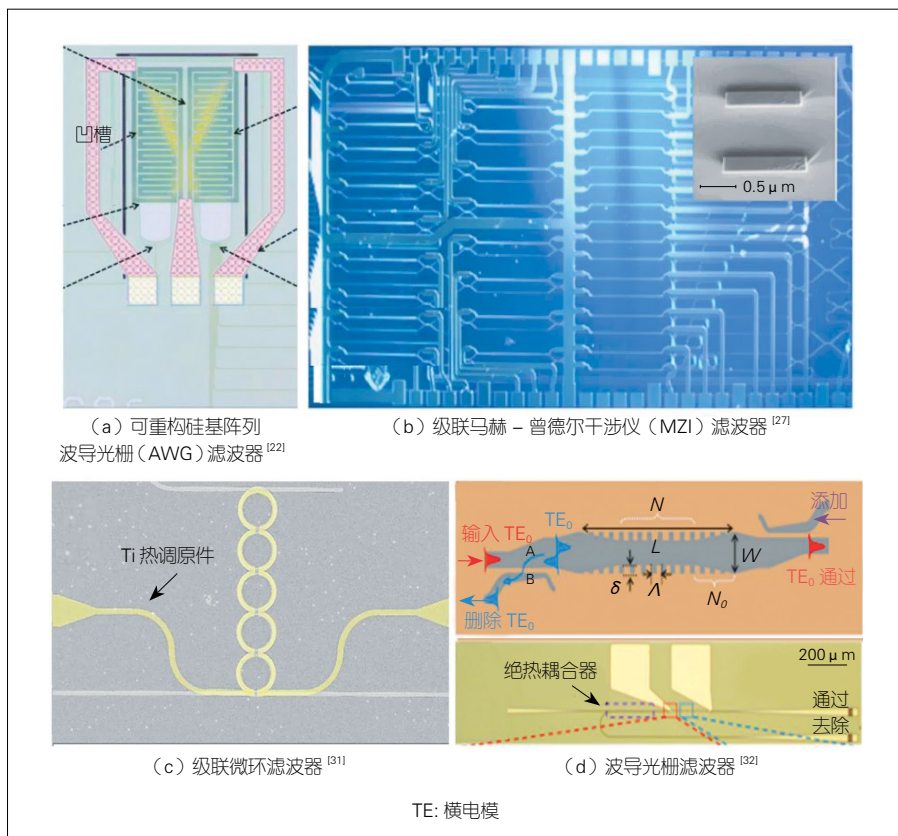 凹槽
0.5 μm
(a)可重构硅基阵列
波导光栅(AWG)滤波器 [22]
(b)级联马赫 – 曾德尔干涉仪(MZI)滤波器 [27]
Ti 热调原件
(c)级联微环滤波器 [31]
N
添加
输入 TE0
TE0
A
L
W
B
TE0 通过
δ
Λ
N0
删除 TE0
200 μm
绝热耦合器
通过
去除
(d)波导光栅滤波器 [32]
TE: 横电模